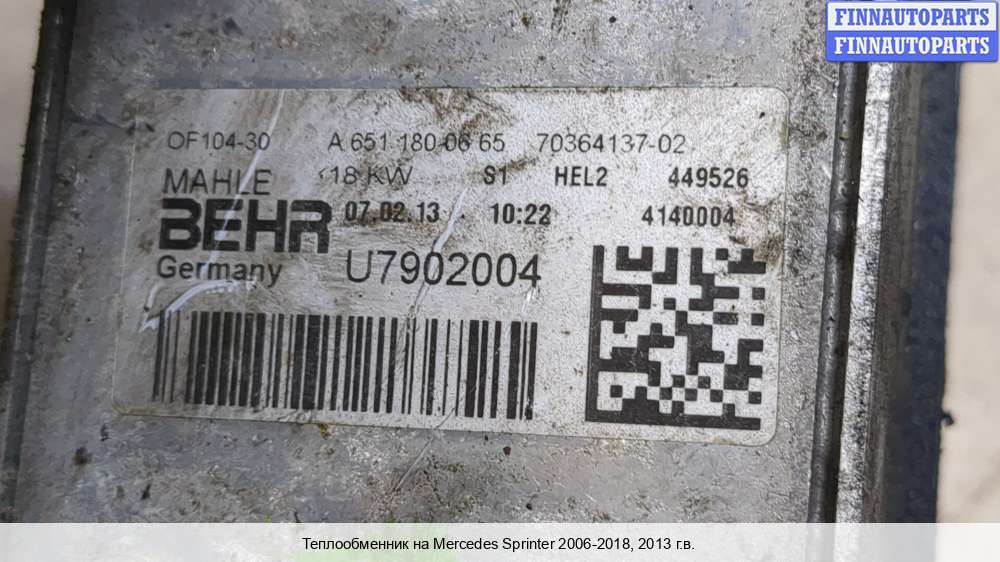 FINNAUTOPARTS
FINNAUTOPARTS
OF104-30 A 651 180 06 65 70364137-02
MAHLE 18 KW S1 HEL2 449526
BEHR 07.02.13 10:22 4140004
Germany U7902004
Теплообменник на Mercedes Sprinter 2006-2018, 2013 г.в.